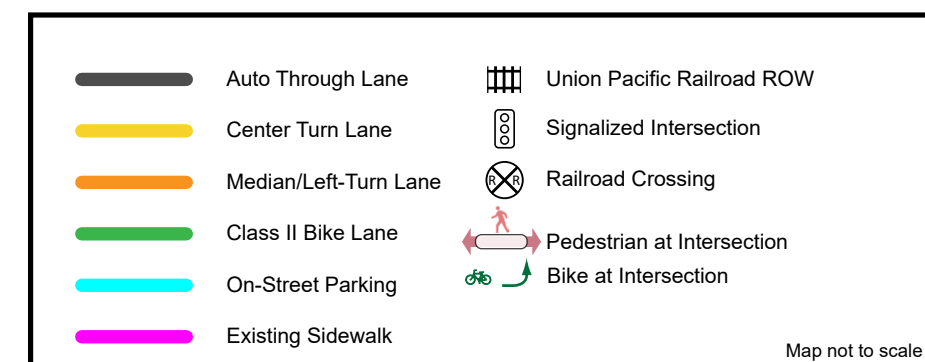 Auto Through Lane
Center Turn Lane
Median/Left-Turn Lane
Class II Bike Lane
On-Street Parking
Existing Sidewalk
Union Pacific Railroad ROW
Signalized Intersection
R R
Railroad Crossing
Pedestrian at Intersection
Bike at Intersection
Map not to scale